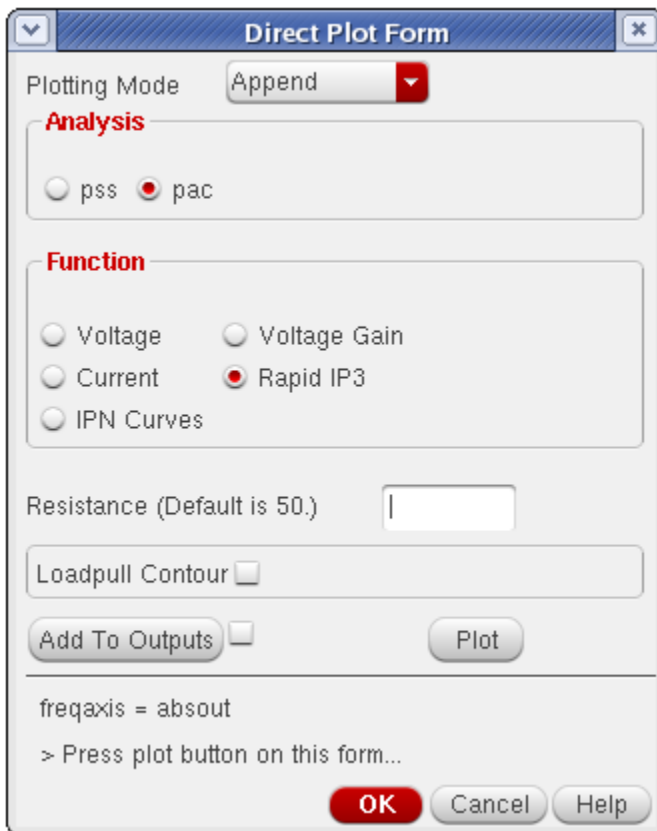 Direct Plot Form
Plotting Mode Append
Analysis
pss pac
Function
Voltage Voltage Gain
Current Rapid IP3
IPN Curves
Resistance (Default is 50.)
Loadpull Contour
Add To Outputs Plot
freqaxis = absout
> Press plot button on this form...
OK Cancel Help